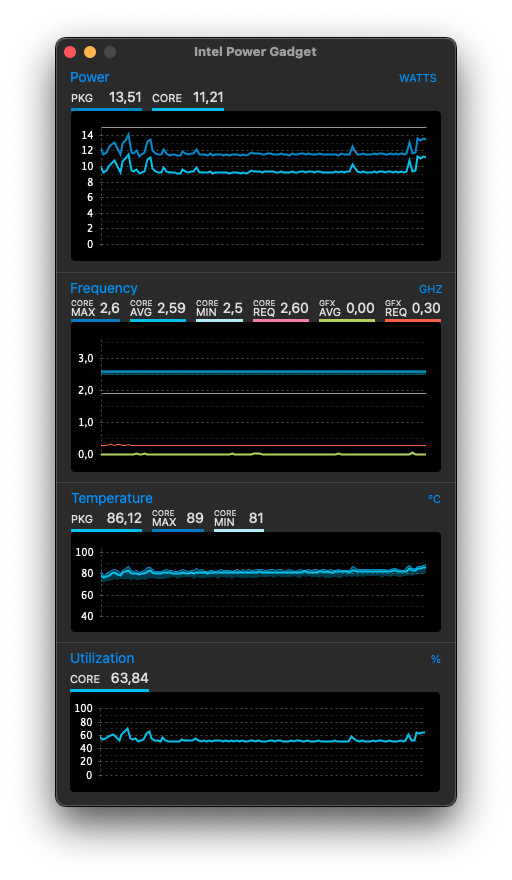 Intel Power Gadget
Power WATTS
PKG 13,51 CORE 11,21
14
12
10
8
6
4
2
0
Frequency GHZ
CORE MAX 2,6 CORE AVG 2,59 CORE MIN 2,5 CORE REQ 2,60 GFX AVG 0,00 GFX REQ 0,30
3,0
2,0
1,0
0,0
Temperature °C
PKG 86,12 CORE MAX 89 CORE MIN 81
100
80
60
40
Utilization %
CORE 63,84
100
80
60
40
20
0